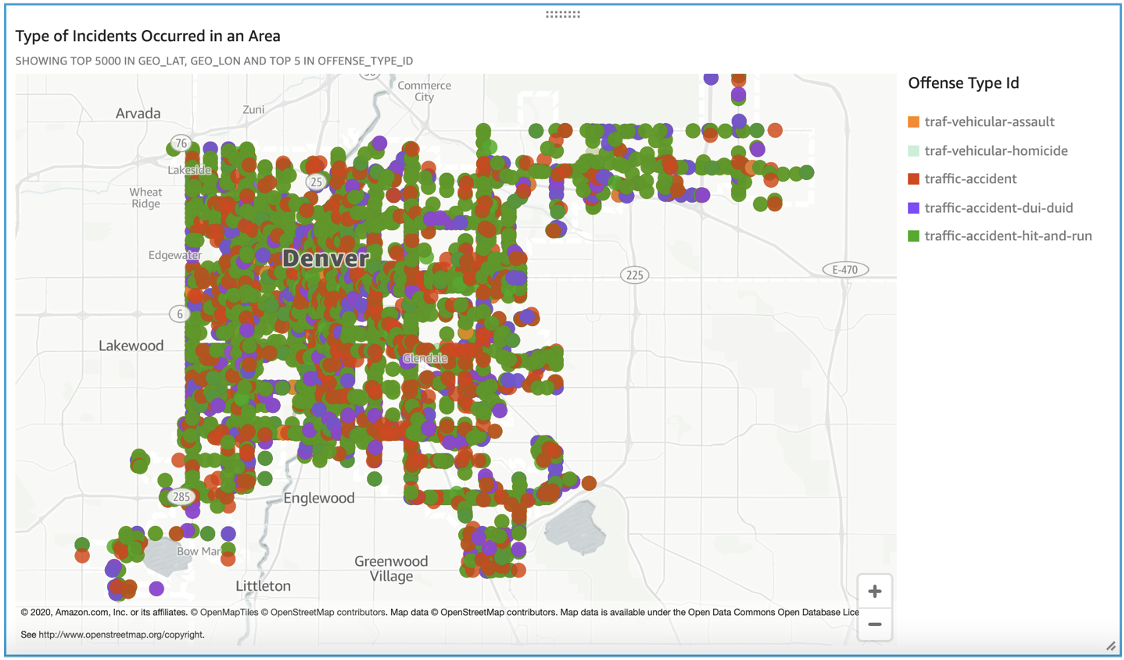 Type of Incidents Occurred in an Area
SHOWING TOP 5000 IN GEO_LAT, GEO_LON AND TOP 5 IN OFFENSE_TYPE_ID
Commerce
City
Arvada
Zuni
76
Lakeside
25
Wheat
Ridge
Edgewater
Denver
225
E-470
6
Lakewood
Glendale
285
Englewood
Bow Mar
Greenwood
Village
Littleton
Offense Type Id
traf-vehicular-assault
traf-vehicular-homicide
traffic-accident
traffic-accident-dui-duid
traffic-accident-hit-and-run
+
−
© 2020, Amazon.com, Inc. or its affiliates. © OpenMapTiles © OpenStreetMap contributors. Map data © OpenStreetMap contributors. Map data is available under the Open Data Commons Open Database Lice
See http://www.openstreetmap.org/copyright.